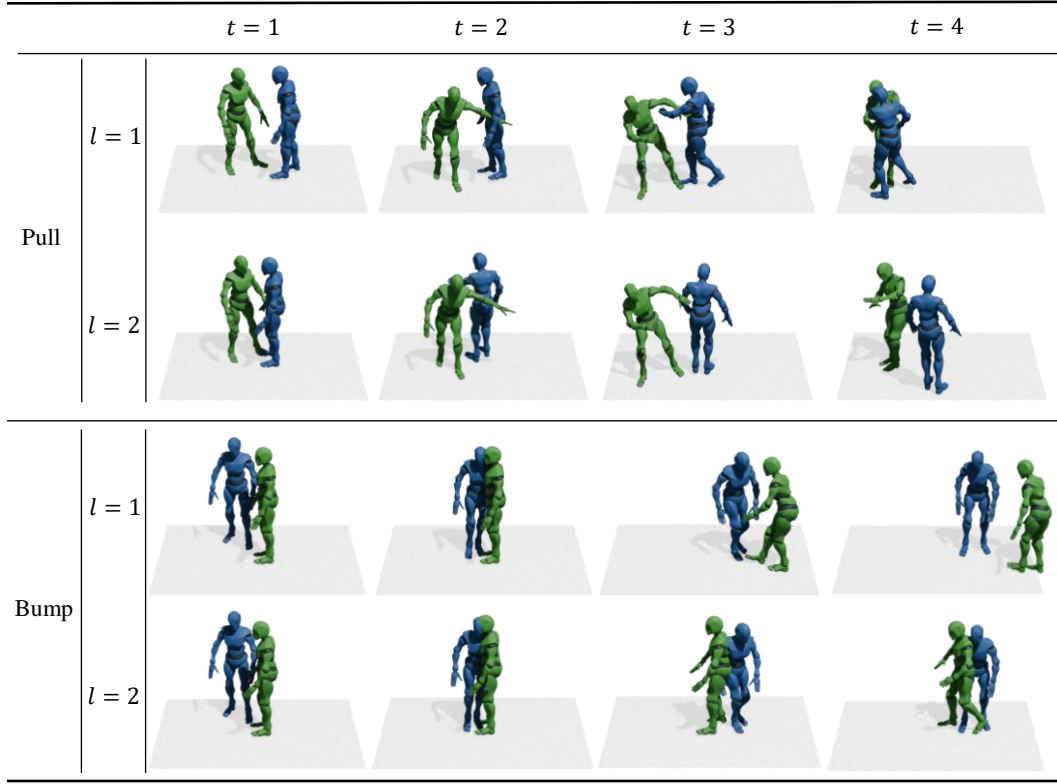 t = 1 t = 2 t = 3 t = 4
l = 1
Pull
l = 2
l = 1
Bump
l = 2